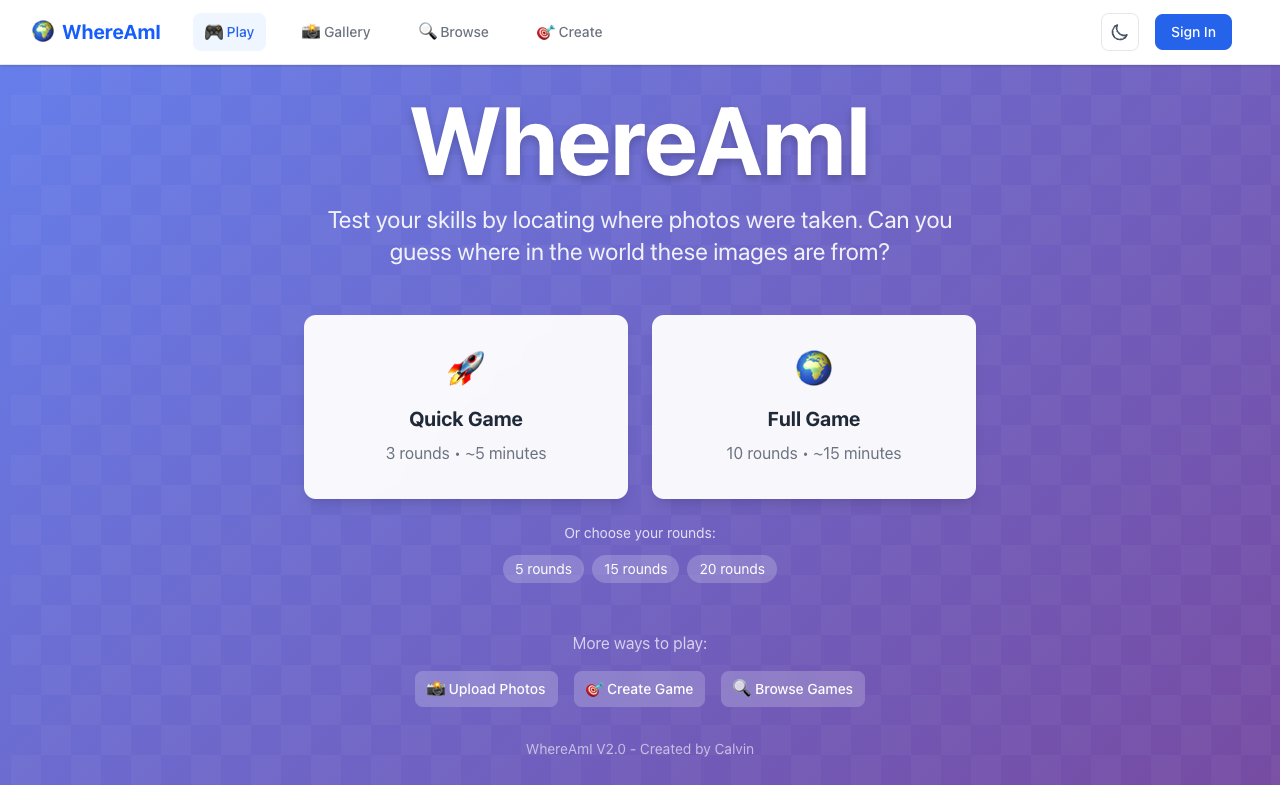 WhereAmI
Play
Gallery
Browse
Create
Sign In
WhereAmI
Test your skills by locating where photos were taken. Can you
guess where in the world these images are from?
Quick Game
3 rounds • ~5 minutes
Full Game
10 rounds • ~15 minutes
Or choose your rounds:
5 rounds
15 rounds
20 rounds
More ways to play:
Upload Photos
Create Game
Browse Games
WhereAmI V2.0 - Created by Calvin